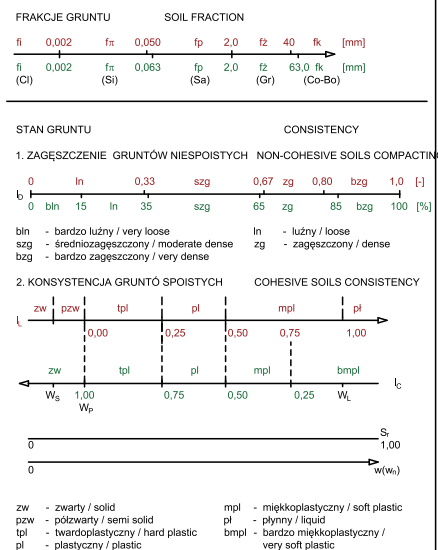 FRAKCJE GRUNTU SOIL FRACTION
fi 0,002 fπ 0,050 fp 2,0 fż 40 fk [mm]
fi 0,002 fπ 0,063 fp 2,0 fż 63,0 fk [mm]
(Cl) (Si) (Sa) (Gr) (Co-Bo)
STAN GRUNTU CONSISTENCY
1. ZAGĘSZCZENIE GRUNTÓW NIESPOISTYCH NON-COHESIVE SOILS COMPACTING
0 ln 0,33 szg 0,67 zg 0,80 bzg 1,0 [-]
I_D
0 bln 15 ln 35 szg 65 zg 85 bzg 100 [%]
bln - bardzo luźny / very loose ln - luźny / loose
szg - średniozagęszczony / moderate dense zg - zagęszczony / dense
bzg - bardzo zagęszczony / very dense
2. KONSYSTENCJA GRUNTÓ SPOISTYCH COHESIVE SOILS CONSISTENCY
zw pzw tpl pl mpl pł
I_L
0,00 0,25 0,50 0,75 1,00
zw tpl pl mpl bmpl
I_C
W_S 1,00 0,75 0,50 0,25 W_L
W_P
S_r
0 1,00
0 w(w_n)
zw - zwarty / solid mpl - miękkoplastyczny / soft plastic
pzw - półzwarty / semi solid pł - płynny / liquid
tpl - twardoplastyczny / hard plastic bmpl - bardzo miękkoplastyczny /
pl - plastyczny / plastic very soft plastic